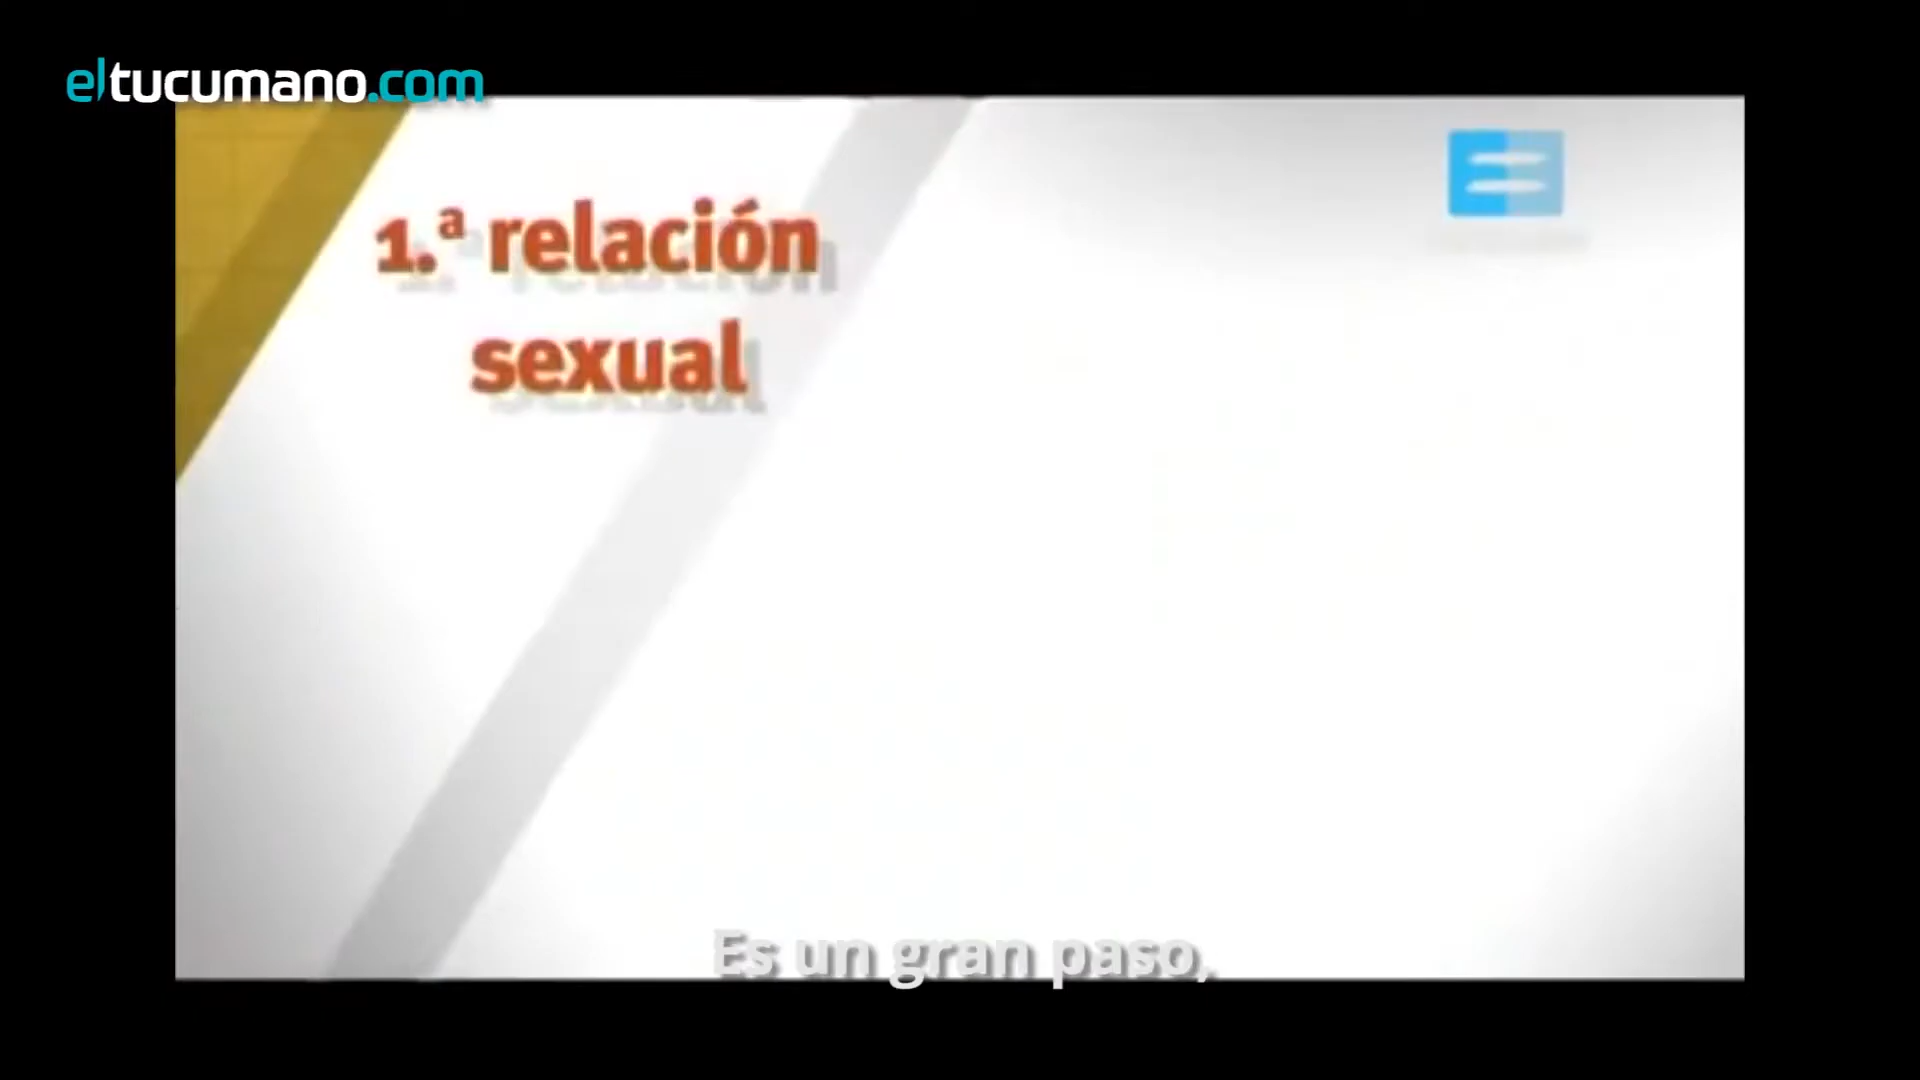 eltucumano.com
1.ª relación
sexual
Es un gran paso,